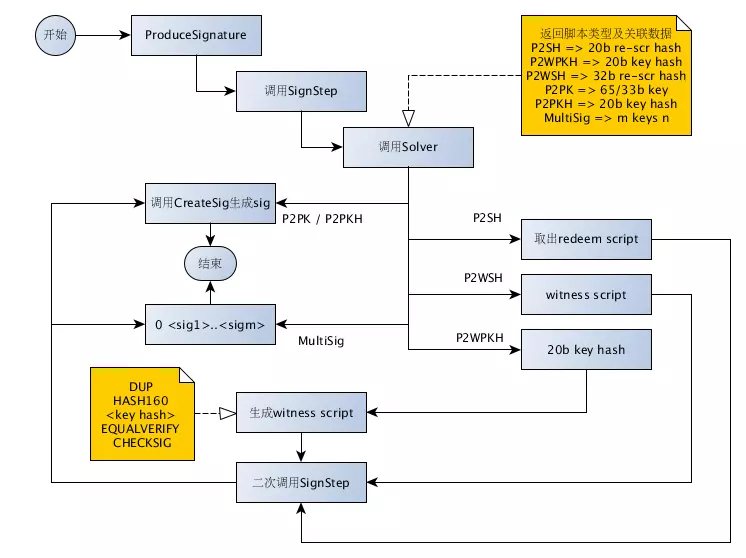 开始
ProduceSignature
返回脚本类型及关联数据
P2SH => 20b re-scr hash
P2WPKH => 20b key hash
P2WSH => 32b re-scr hash
P2PK => 65/33b key
P2PKH => 20b key hash
MultiSig => m keys n
调用SignStep
调用Solver
调用CreateSig生成sig
P2PK / P2PKH
P2SH
取出redeem script
结束
P2WSH
witness script
0 <sig1>..<sigm>
MultiSig
P2WPKH
20b key hash
DUP
HASH160
<key hash>
EQUALVERIFY
CHECKSIG
生成witness script
二次调用SignStep